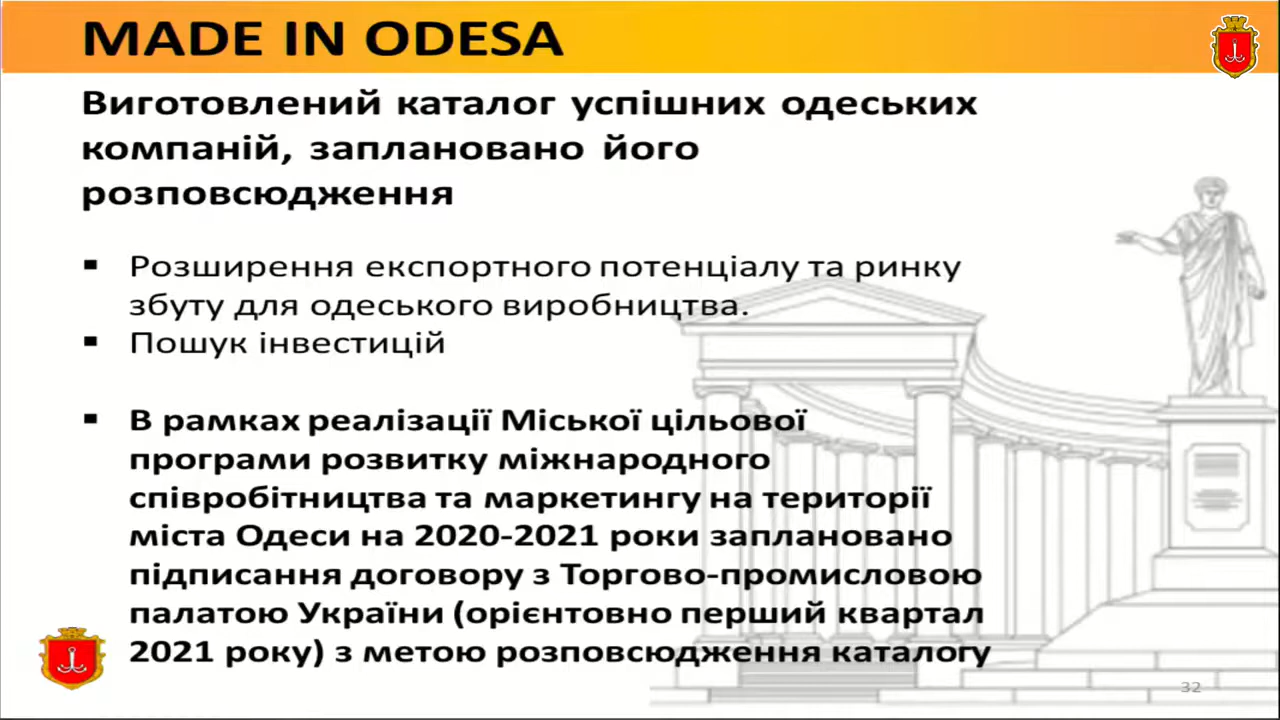 MADE IN ODESA
Виготовлений каталог успішних одеських
компаній, заплановано його
розповсюдження
▪ Розширення експортного потенціалу та ринку
збуту для одеського виробництва.
▪ Пошук інвестицій
▪ В рамках реалізації Міської цільової
програми розвитку міжнародного
співробітництва та маркетингу на території
міста Одеси на 2020-2021 роки заплановано
підписання договору з Торгово-промисловою
палатою України (орієнтовно перший квартал
2021 року) з метою розповсюдження каталогу
32